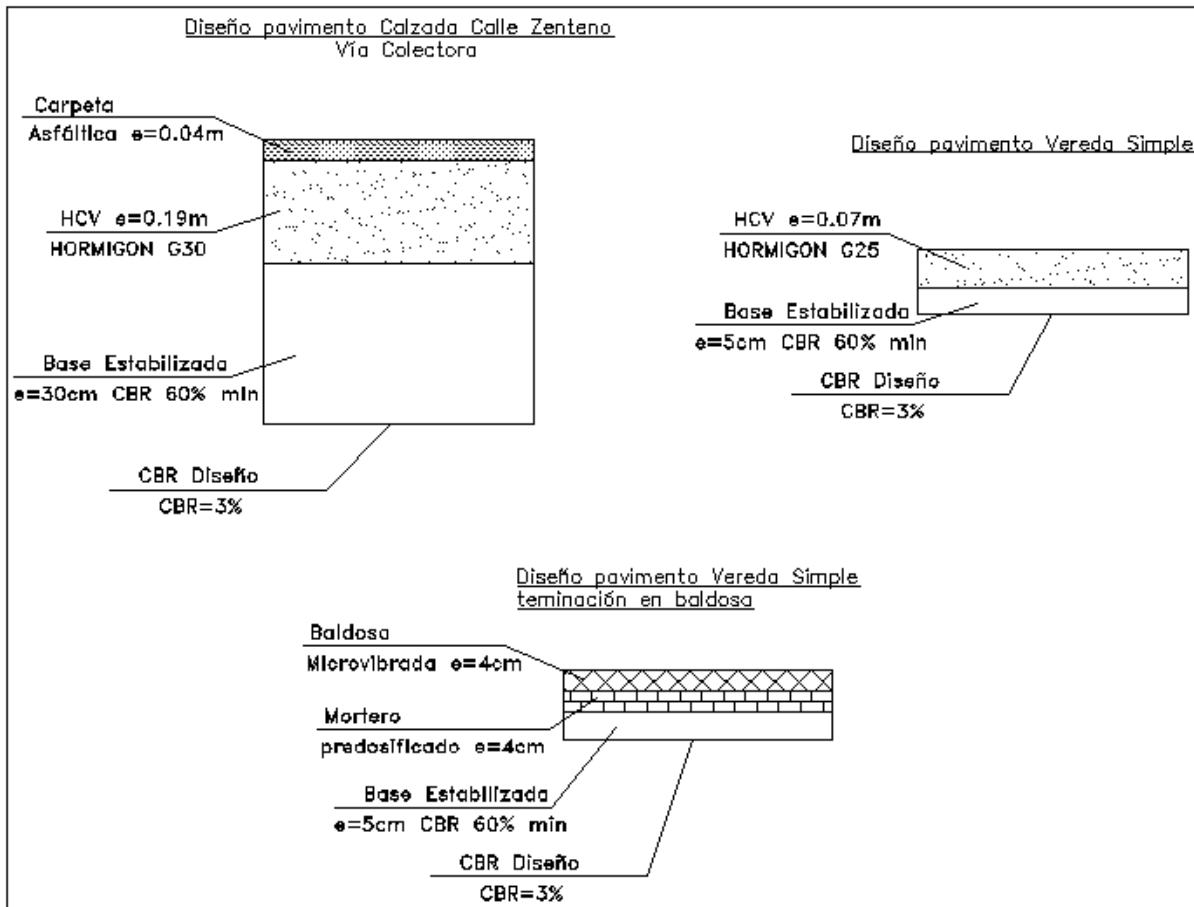 Diseño pavimento Calzada Calle Zenteno
Vía Colectora
Carpeta
Asfáltica e=0.04m
HCV e=0.19m
HORMIGON G30
Base Estabilizada
e=30cm CBR 60% min
CBR Diseño
CBR=3%
Diseño pavimento Vereda Simple
HCV e=0.07m
HORMIGON G25
Base Estabilizada
e=5cm CBR 60% min
CBR Diseño
CBR=3%
Diseño pavimento Vereda Simple
teminación en baldosa
Baldosa
Microvibrada e=4cm
Mortero
predosificado e=4cm
Base Estabilizada
e=5cm CBR 60% min
CBR Diseño
CBR=3%